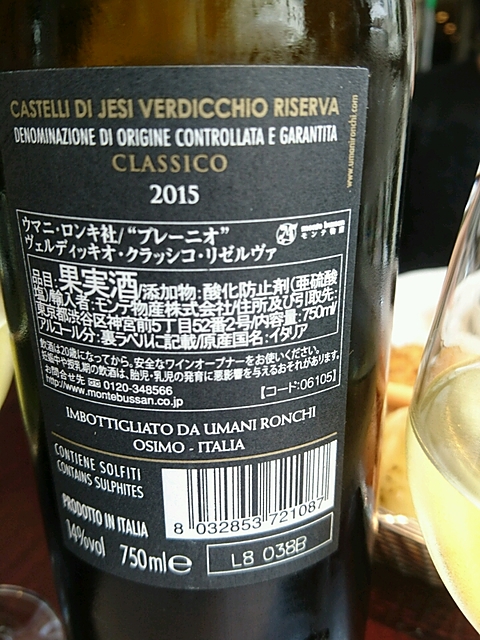 CASTELLI DI JESI VERDICCHIO RISERVA
DENOMINAZIONE DI ORIGINE CONTROLLATA E GARANTITA
CLASSICO
2015
www.umanironchi.com
ウマニ・ロンキ社/“プレーニオ”
ヴェルディッキオ・クラッシコ・リゼルヴァ
モンテ物産
品目:果実酒/添加物:酸化防止剤(亜硫酸
塩)/輸入者:モンテ物産株式会社/住所及び引取先:
東京都渋谷区神宮前5丁目52番2号/内容量:750ml/
アルコール分:裏ラベルに記載/原産国名:イタリア
飲酒は20歳になってから。安全なワインオープナーをお使いください。
妊娠中や授乳期の飲酒は、胎児・乳児の発育に悪影響を与えるおそれがあります。
お問合せ先 0120-348566
http://www.montebussan.co.jp 【コード:06105】
IMBOTTIGLIATO DA UMANI RONCHI
OSIMO - ITALIA
CONTIENE SOLFITI
CONTAINS SULPHITES
PRODOTTO IN ITALIA
14%vol 750ml e
8 032853 721087
L8 038B